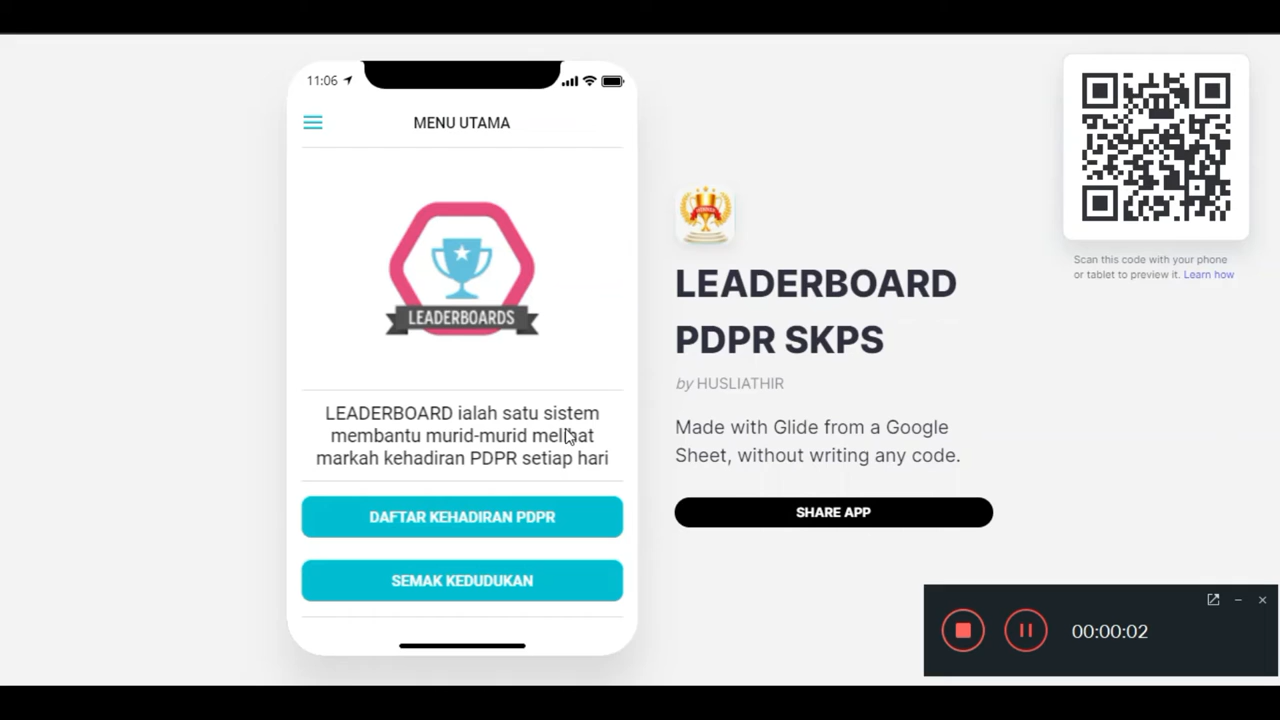 11:06
MENU UTAMA
LEADERBOARDS
LEADERBOARD ialah satu sistem
membantu murid-murid melihat
markah kehadiran PDPR setiap hari
DAFTAR KEHADIRAN PDPR
SEMAK KEDUDUKAN
LEADERBOARD
PDPR SKPS
by HUSLIATHIR
Made with Glide from a Google
Sheet, without writing any code.
SHARE APP
Scan this code with your phone
or tablet to preview it. Learn how
00:00:02